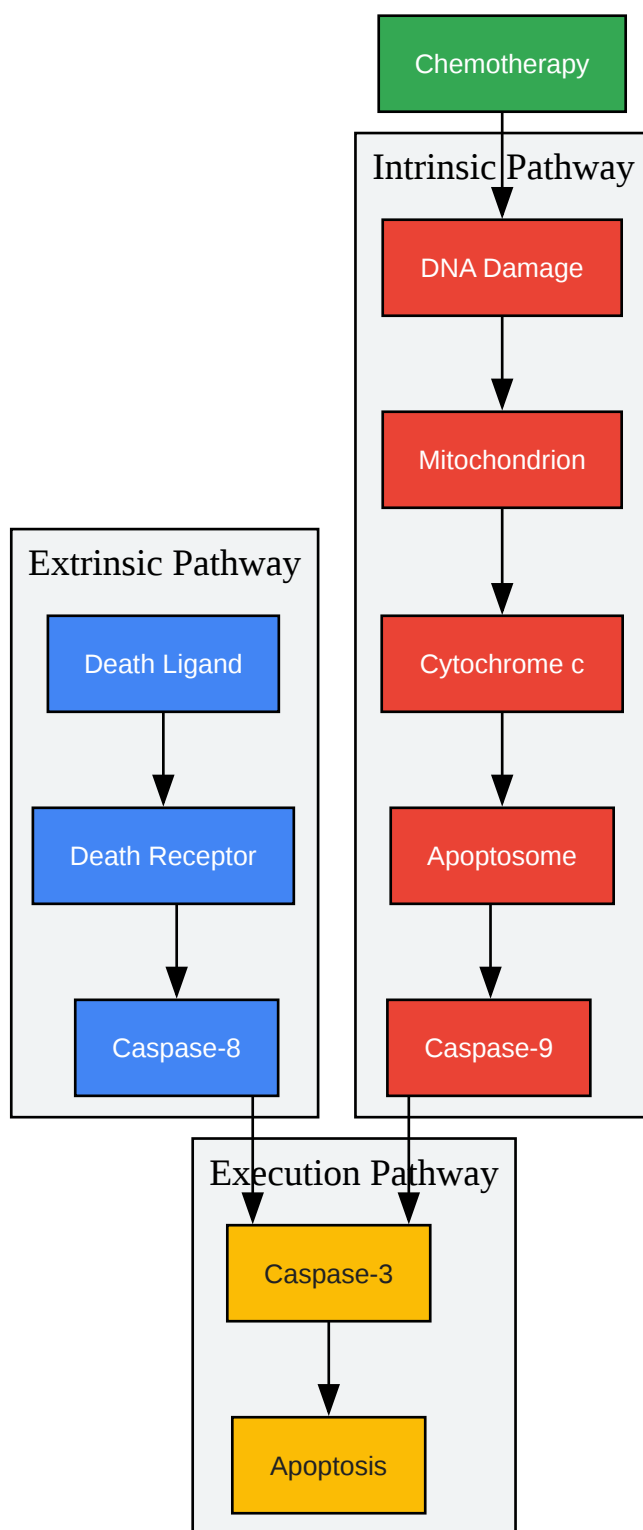 Chemotherapy
Intrinsic Pathway
DNA Damage
Mitochondrion
Cytochrome c
Apoptosome
Caspase-9
Extrinsic Pathway
Death Ligand
Death Receptor
Caspase-8
Execution Pathway
Caspase-3
Apoptosis